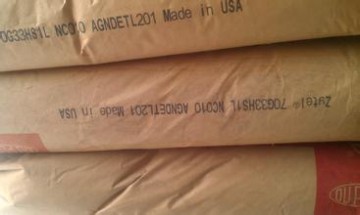 70G33HS1L NC010 AGNDETL201 Made in USA
Zytel® 70G33HS1L NC010 AGNDETL201 Made in USA